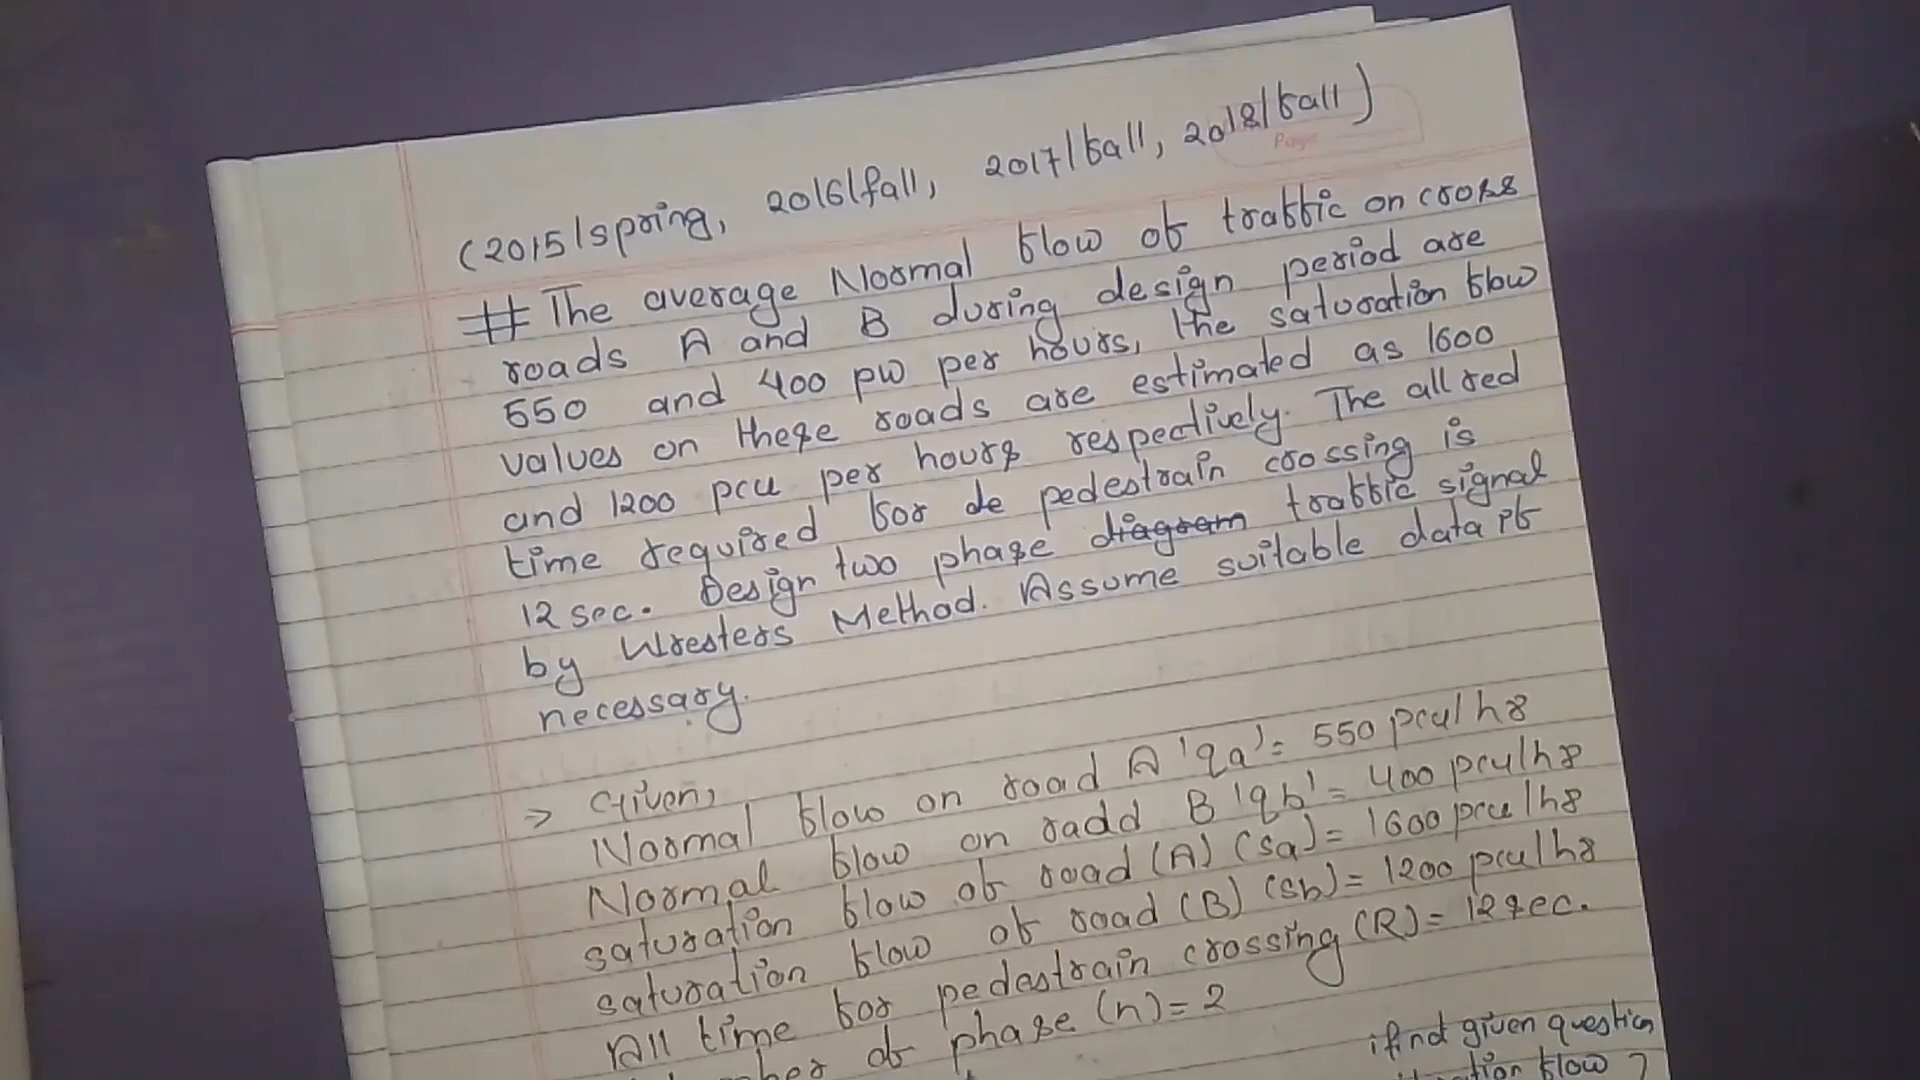 (2015/spring, 2016/fall, 2017/fall, 2018/fall)
Page
# The average Normal flow of traffic on cross
roads A and B during design period are
550 and 400 pcu per hours, the saturation flow
values on these roads are estimated as 1600
and 1200 pcu per hours respectively. The all red
time required for de pedestrain crossing is
12 sec. Design two phase diagram traffic signal
by Wresters Method. Assume suitable data if
necessary.
→ Given,
Normal flow on road A 'qa' = 550 pcu/hr
Normal flow on radd B 'qb' = 400 pcu/hr
saturation flow of road (A) (sa) = 1600 pcu/hr
saturation flow of road (B) (sb) = 1200 pcu/hr
All time for pedestrain crossing (R) = 12 sec.
of phase (n) = 2
if not given question
flow ?